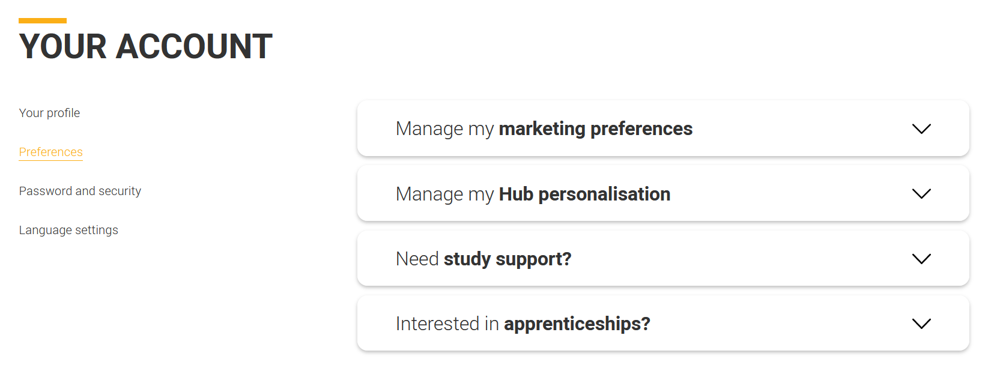 YOUR ACCOUNT
Your profile
Preferences
Password and security
Language settings
Manage my marketing preferences
Manage my Hub personalisation
Need study support?
Interested in apprenticeships?